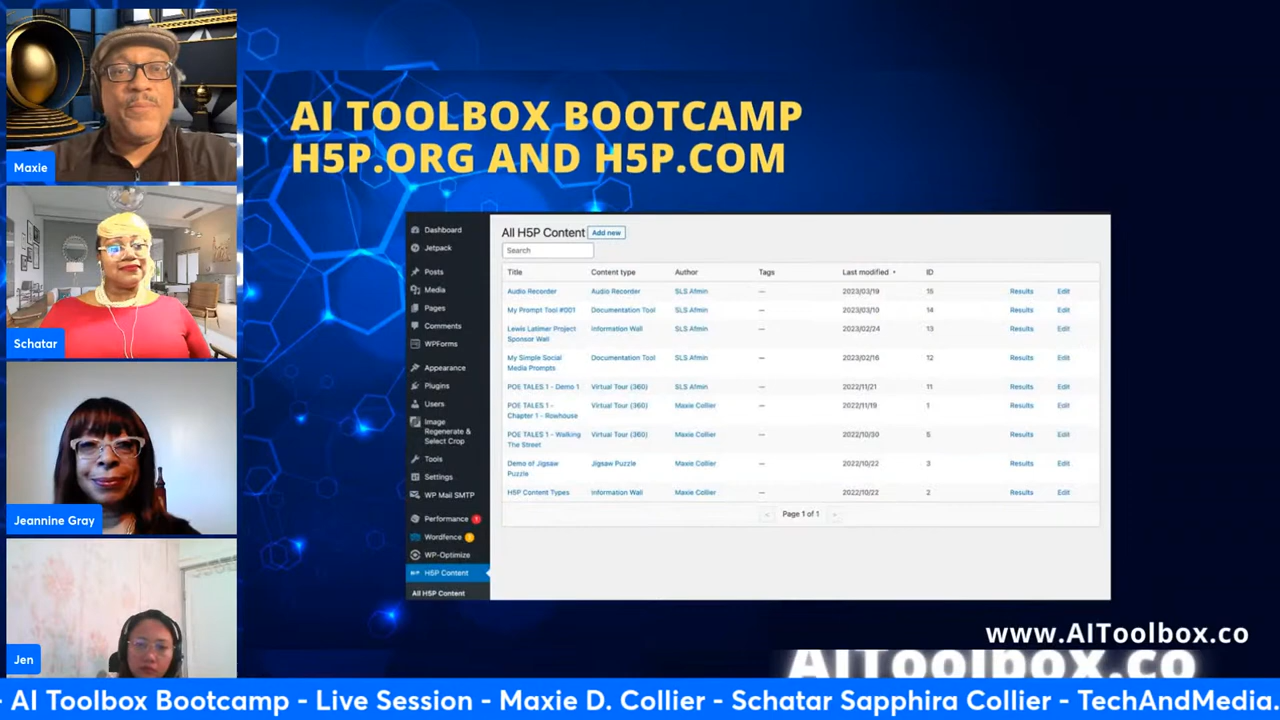 Maxie
Schatar
Jeannine Gray
Jen
AI TOOLBOX BOOTCAMP
H5P.ORG AND H5P.COM
Dashboard
Jetpack
Posts
Media
Pages
Comments
WPForms
Appearance
Plugins
Users
Image
Regenerate &
Select Crop
Tools
Settings
WP Mail SMTP
Performance 1
Wordfence
WP-Optimize
H5P Content
All H5P Content
All H5P Content Add new
Search
Title Content type Author Tags Last modified ID
Audio Recorder Audio Recorder SLS Afmin — 2023/03/19 15 Results Edit
My Prompt Tool #001 Documentation Tool SLS Afmin — 2023/03/10 14 Results Edit
Lewis Latimer Project Information Wall SLS Afmin — 2023/02/24 13 Results Edit
Sponsor Wall
My Simple Social Documentation Tool SLS Afmin — 2023/02/16 12 Results Edit
Media Prompts
POE TALES 1 - Demo 1 Virtual Tour (360) SLS Afmin — 2022/11/21 11 Results Edit
POE TALES 1 - Virtual Tour (360) Maxie Collier — 2022/11/19 1 Results Edit
Chapter 1 - Rowhouse
POE TALES 1 - Walking Virtual Tour (360) Maxie Collier — 2022/10/30 5 Results Edit
The Street
Demo of Jigsaw Jigsaw Puzzle Maxie Collier — 2022/10/22 3 Results Edit
Puzzle
H5P Content Types Information Wall Maxie Collier — 2022/10/22 2 Results Edit
« Page 1 of 1 »
www.AIToolbox.co
AIToolbox.co
- AI Toolbox Bootcamp - Live Session - Maxie D. Collier - Schatar Sapphira Collier - TechAndMedia.